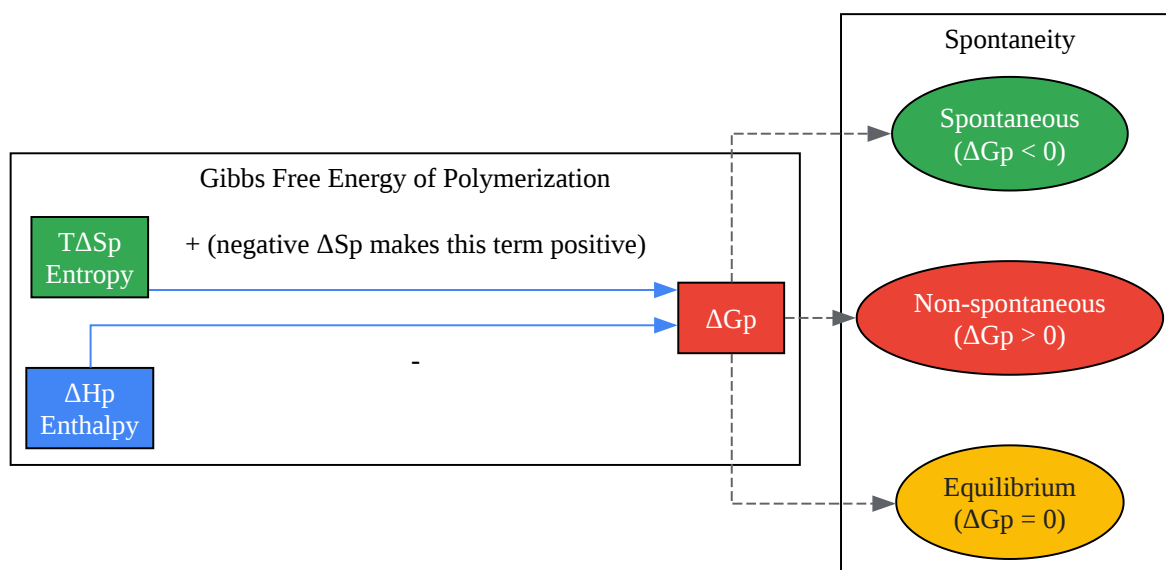 Gibbs Free Energy of Polymerization
TΔSp
Entropy
+ (negative ΔSp makes this term positive)
ΔHp
Enthalpy
-
ΔGp
Spontaneity
Spontaneous
(ΔGp < 0)
Non-spontaneous
(ΔGp > 0)
Equilibrium
(ΔGp = 0)